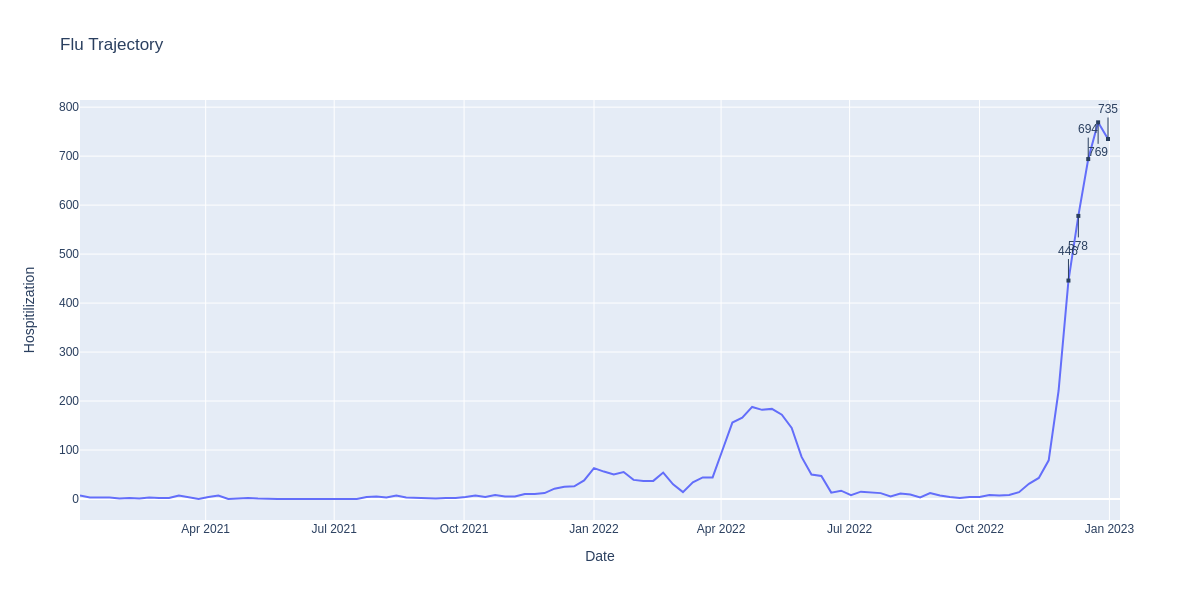 Flu Trajectory
800
700
600
500
400
300
200
100
0
Hospitilization
735
694
769
578
446
Apr 2021
Jul 2021
Oct 2021
Jan 2022
Apr 2022
Jul 2022
Oct 2022
Jan 2023
Date